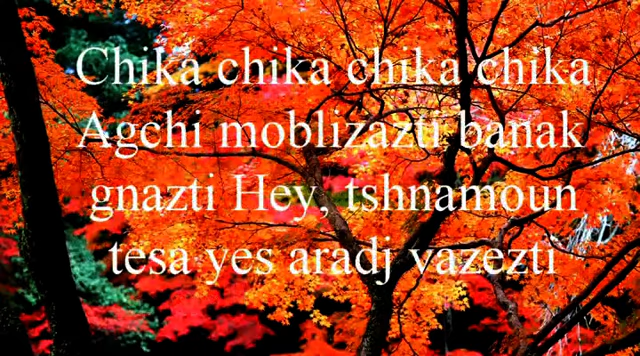 Chika chika chika chika
Agchi moblizazti banak
gnazti Hey, tshnamoun
tesa yes aradj vazezti